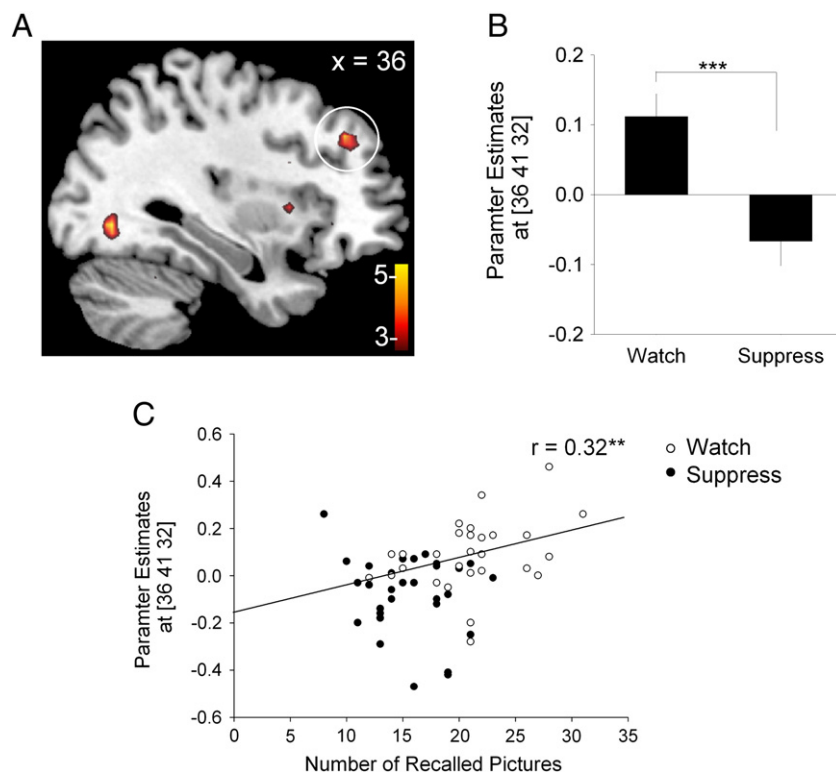 A
x = 36
5-
3-
B
Paramter Estimates
at [36 41 32]
0.2
0.1
0.0
-0.1
-0.2
***
Watch
Suppress
C
Paramter Estimates
at [36 41 32]
0.6
0.4
0.2
0.0
-0.2
-0.4
-0.6
r = 0.32**
Watch
Suppress
0 5 10 15 20 25 30 35
Number of Recalled Pictures